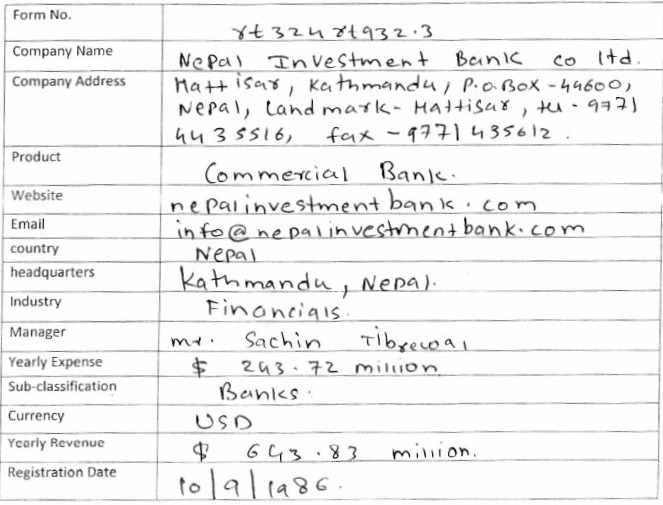 Form No. rt324rt932.3
Company Name Nepal Investment Bank co ltd.
Company Address Hattisar, Kathmandu, P.o.Box - 44600,
Nepal, Landmark - Hattisar, tel - 9771
4435516, fax - 9771435612.
Product Commercial Bank.
Website nepalinvestmentbank.com
Email info@nepalinvestmentbank.com
country Nepal
headquarters Kathmandu, Nepal.
Industry Financials.
Manager mr. Sachin Tibrewal
Yearly Expense $ 243.72 million
Sub-classification Banks.
Currency USD
Yearly Revenue $ 643.83 million.
Registration Date 10/9/1986.